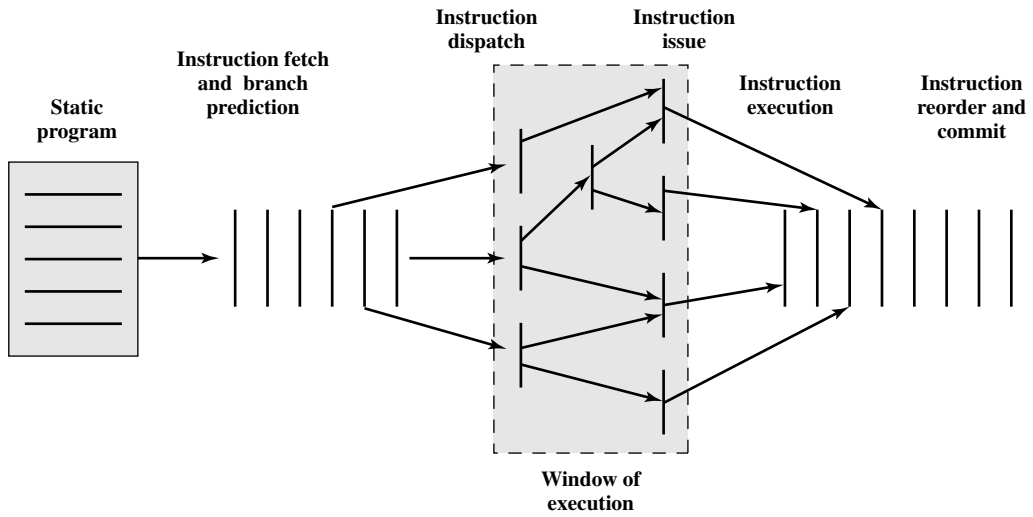 Static
program
Instruction fetch
and branch
prediction
Instruction
dispatch
Instruction
issue
Instruction
execution
Instruction
reorder and
commit
Window of
execution